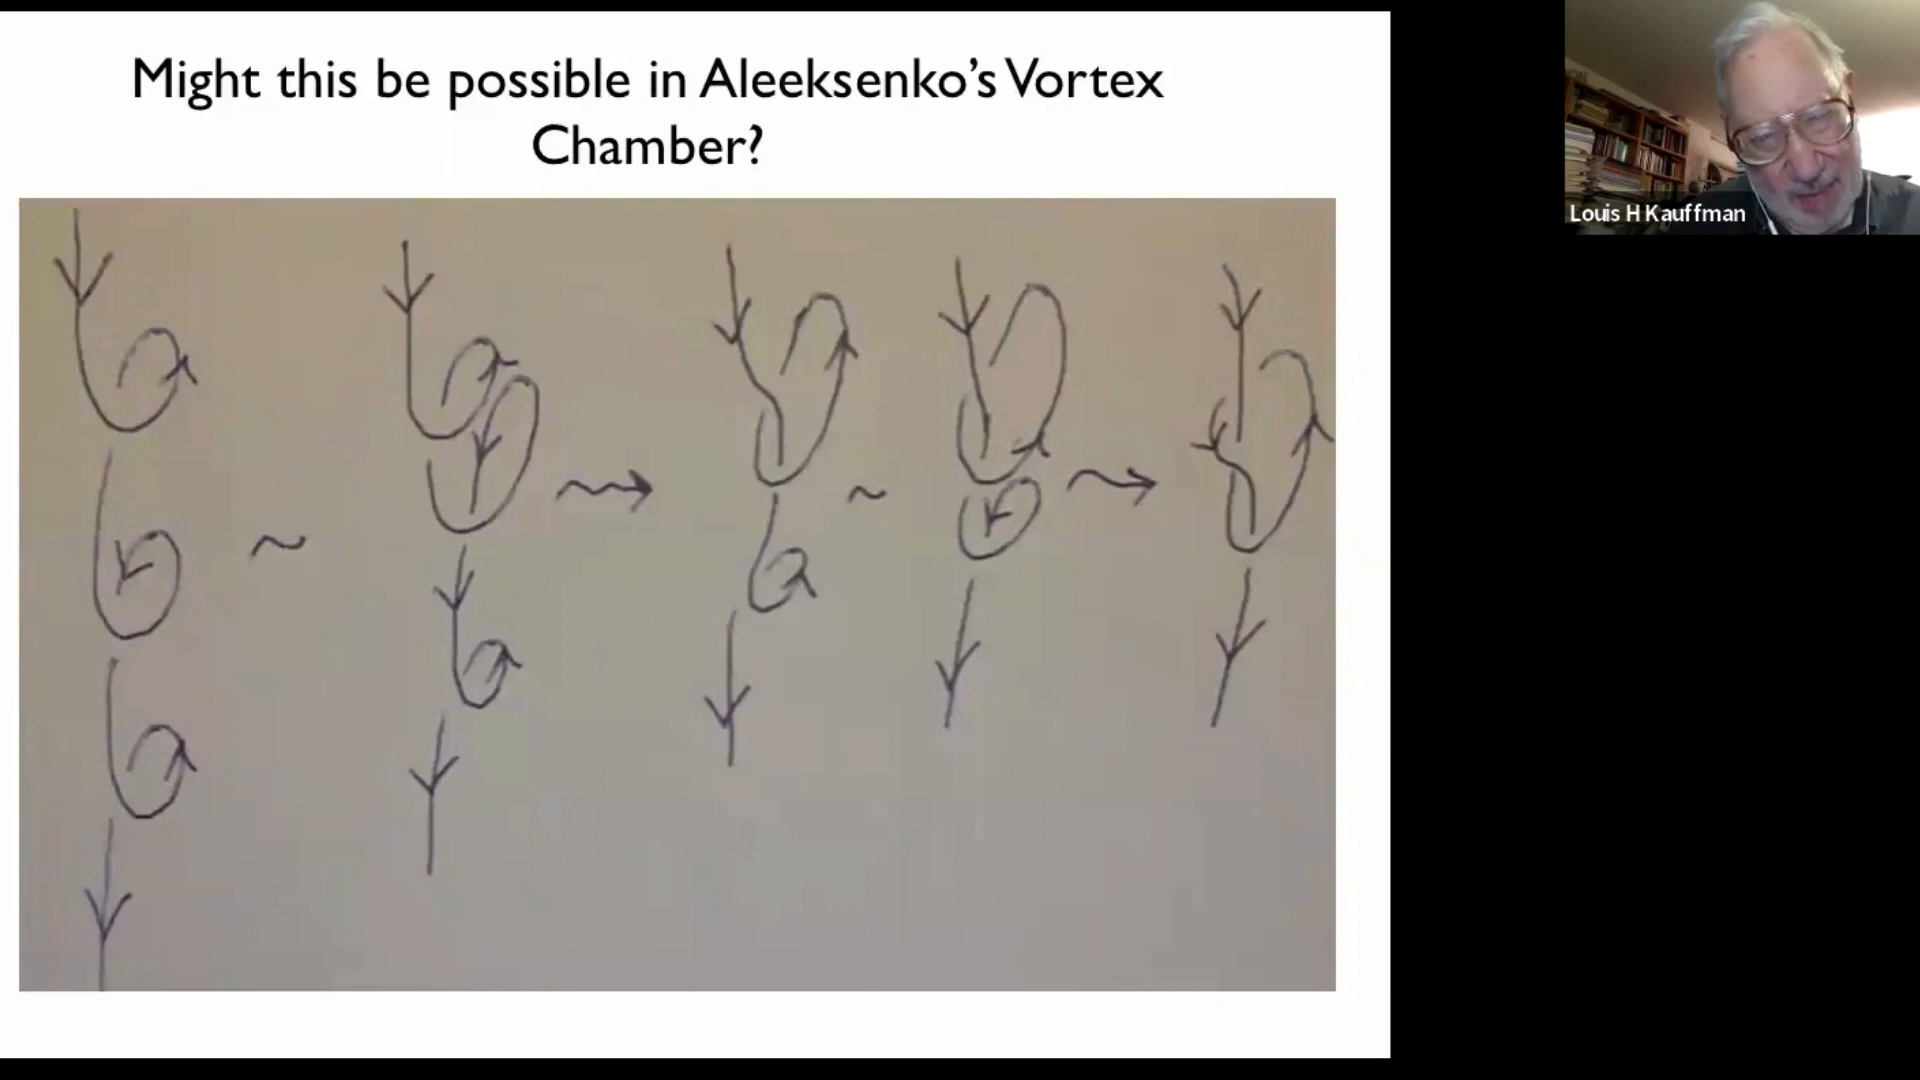 Might this be possible in Aleeksenko's Vortex
Chamber?
Louis H Kauffman